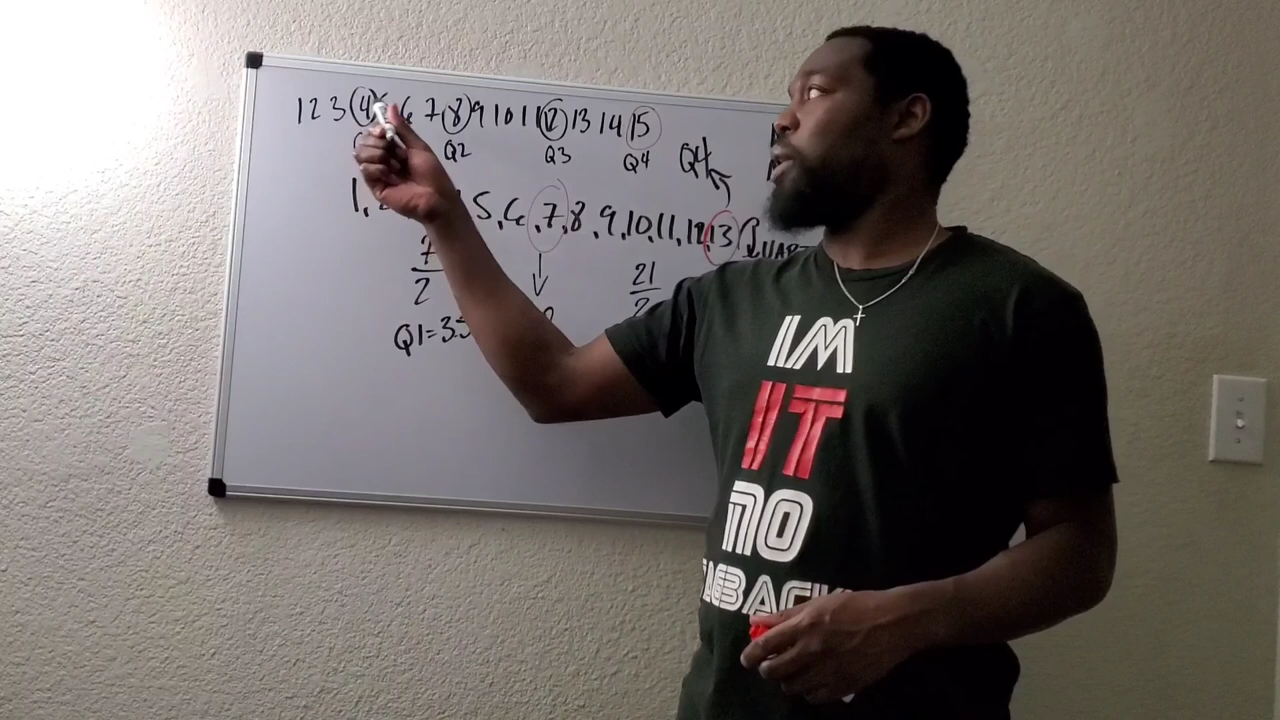 1 2 3 4 6 7 8 9 10 11 12 13 14 15
Q2 Q3 Q4 Q4
1, 5, 6, 7, 8, 9, 10, 11, 12, 13
7
2
21
Q1=3.5
IM
IT
NO